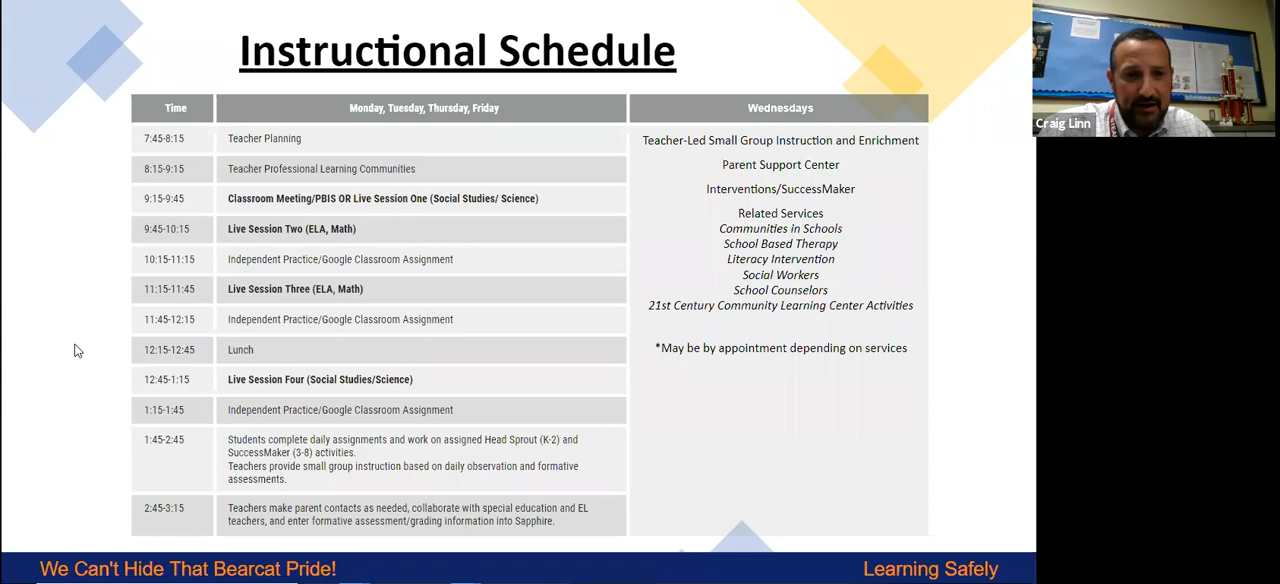 Instructional Schedule
Time
Monday, Tuesday, Thursday, Friday
Wednesdays
7:45-8:15
Teacher Planning
8:15-9:15
Teacher Professional Learning Communities
9:15-9:45
Classroom Meeting/PBIS OR Live Session One (Social Studies/ Science)
9:45-10:15
Live Session Two (ELA, Math)
10:15-11:15
Independent Practice/Google Classroom Assignment
11:15-11:45
Live Session Three (ELA, Math)
11:45-12:15
Independent Practice/Google Classroom Assignment
12:15-12:45
Lunch
12:45-1:15
Live Session Four (Social Studies/Science)
1:15-1:45
Independent Practice/Google Classroom Assignment
1:45-2:45
Students complete daily assignments and work on assigned Head Sprout (K-2) and
SuccessMaker (3-8) activities.
Teachers provide small group instruction based on daily observation and formative
assessments.
2:45-3:15
Teachers make parent contacts as needed, collaborate with special education and EL
teachers, and enter formative assessment/grading information into Sapphire.
Teacher-Led Small Group Instruction and Enrichment
Parent Support Center
Interventions/SuccessMaker
Related Services
Communities in Schools
School Based Therapy
Literacy Intervention
Social Workers
School Counselors
21st Century Community Learning Center Activities
*May be by appointment depending on services
We Can't Hide That Bearcat Pride!
Learning Safely
Craig Linn